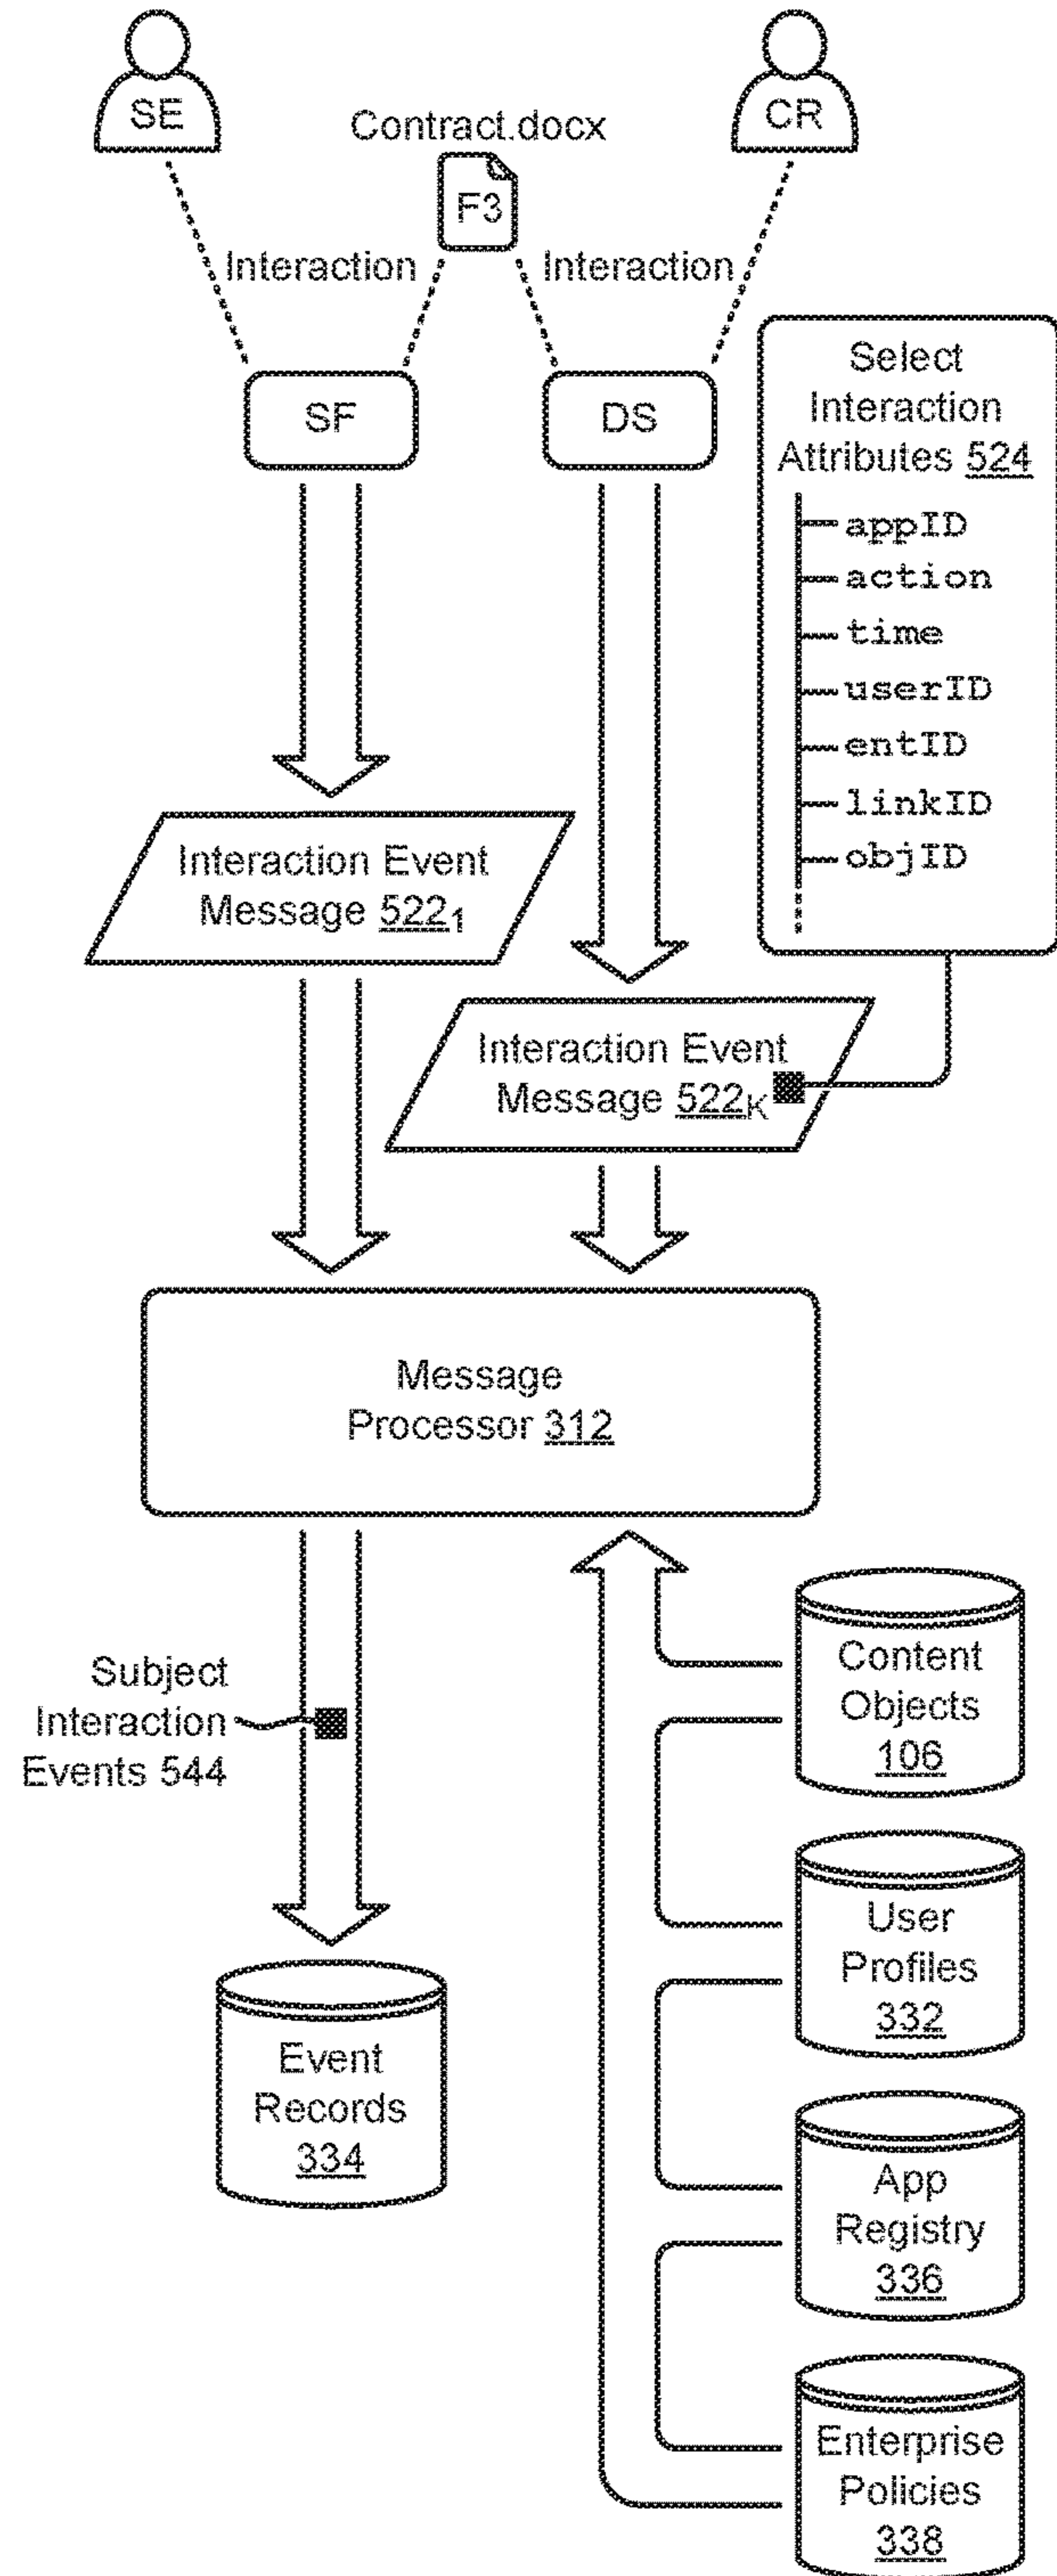 SE
CR
Contract.docx
F3
Interaction
Interaction
SF
DS
Select
Interaction
Attributes 524
appID
action
time
userID
entID
linkID
objID
Interaction Event
Message 522₁
Interaction Event
Message 522ₖ
Message
Processor 312
Subject
Interaction
Events 544
Event
Records
334
Content
Objects
106
User
Profiles
332
App
Registry
336
Enterprise
Policies
338